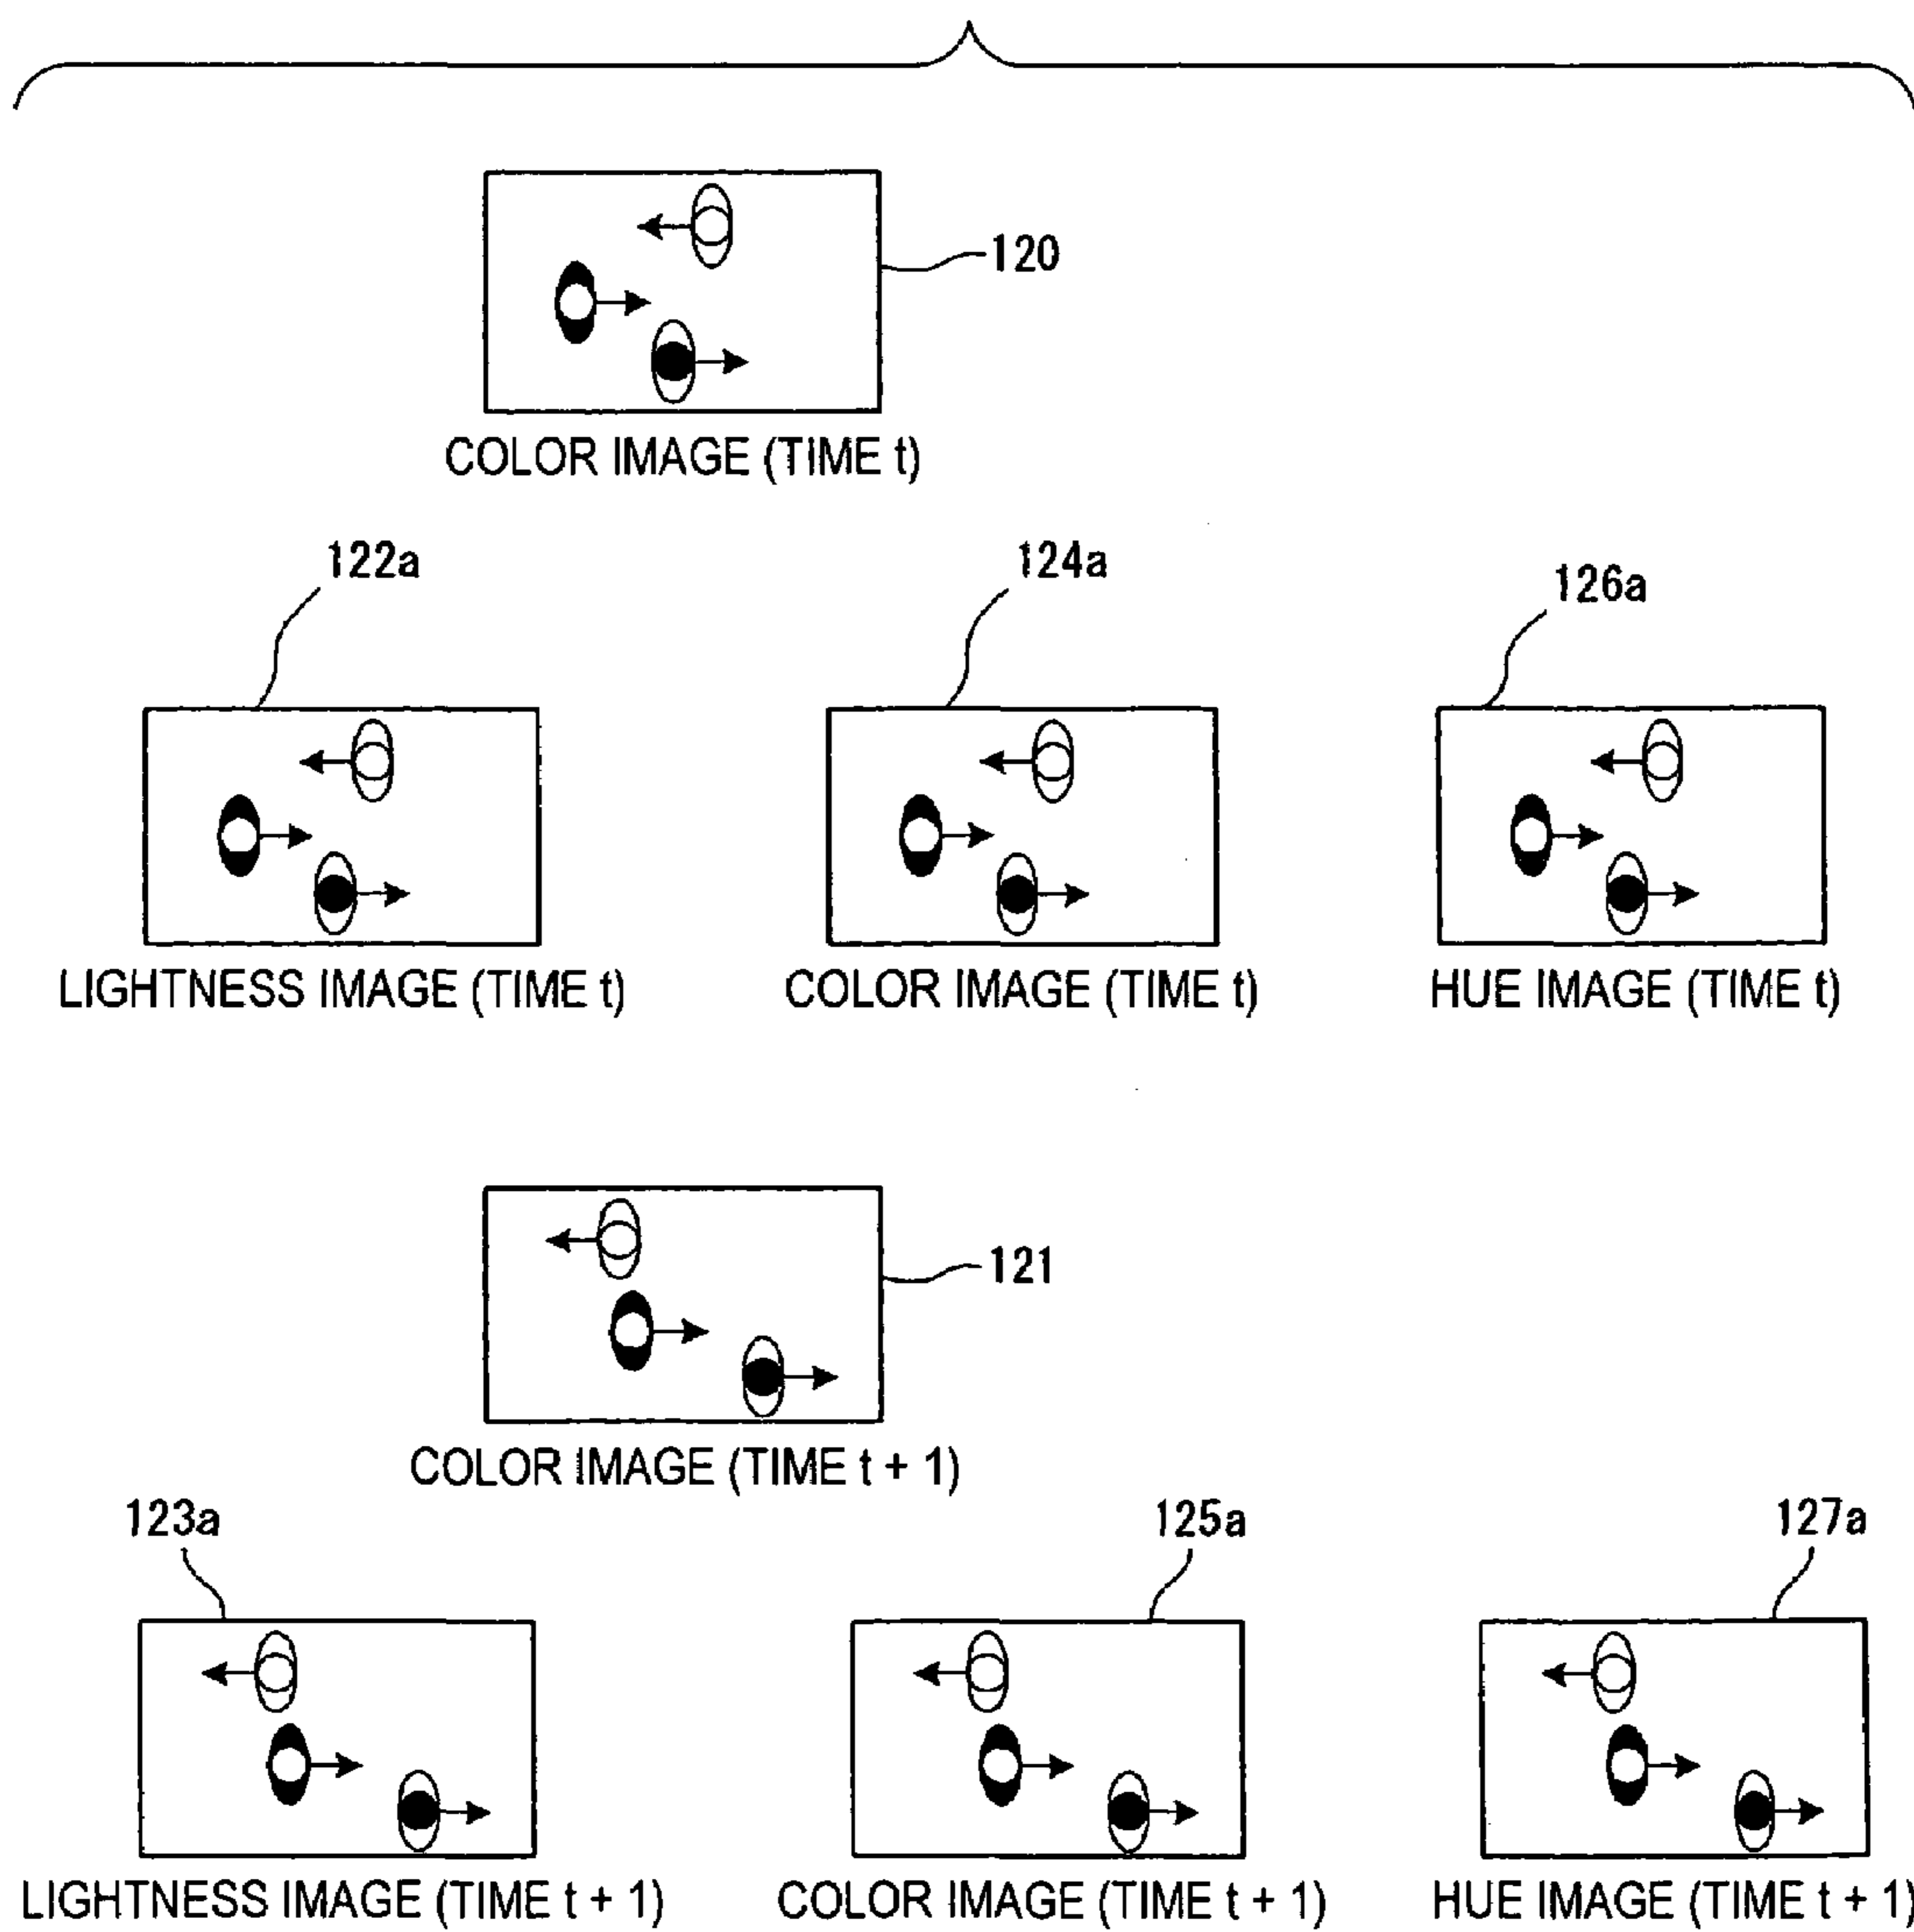 120
COLOR IMAGE (TIME t)
122a
124a
126a
LIGHTNESS IMAGE (TIME t)
COLOR IMAGE (TIME t)
HUE IMAGE (TIME t)
121
COLOR IMAGE (TIME t + 1)
123a
125a
127a
LIGHTNESS IMAGE (TIME t + 1)
COLOR IMAGE (TIME t + 1)
HUE IMAGE (TIME t + 1)